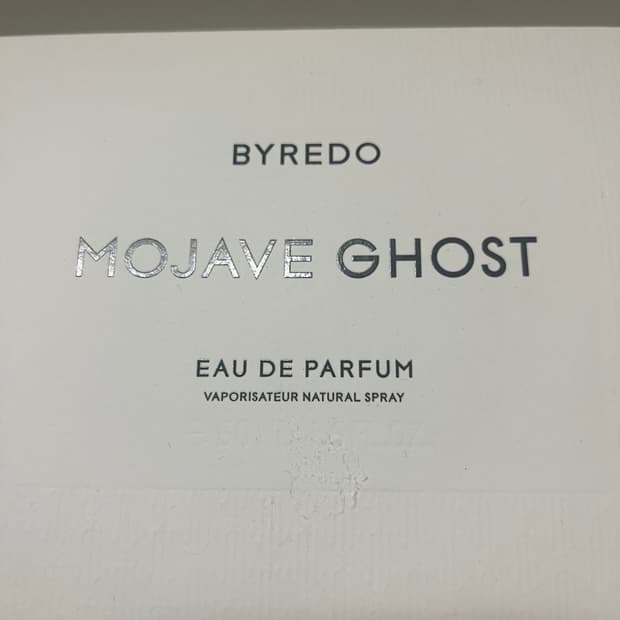 BYREDO
MOJAVE GHOST
EAU DE PARFUM
VAPORISATEUR NATURAL SPRAY